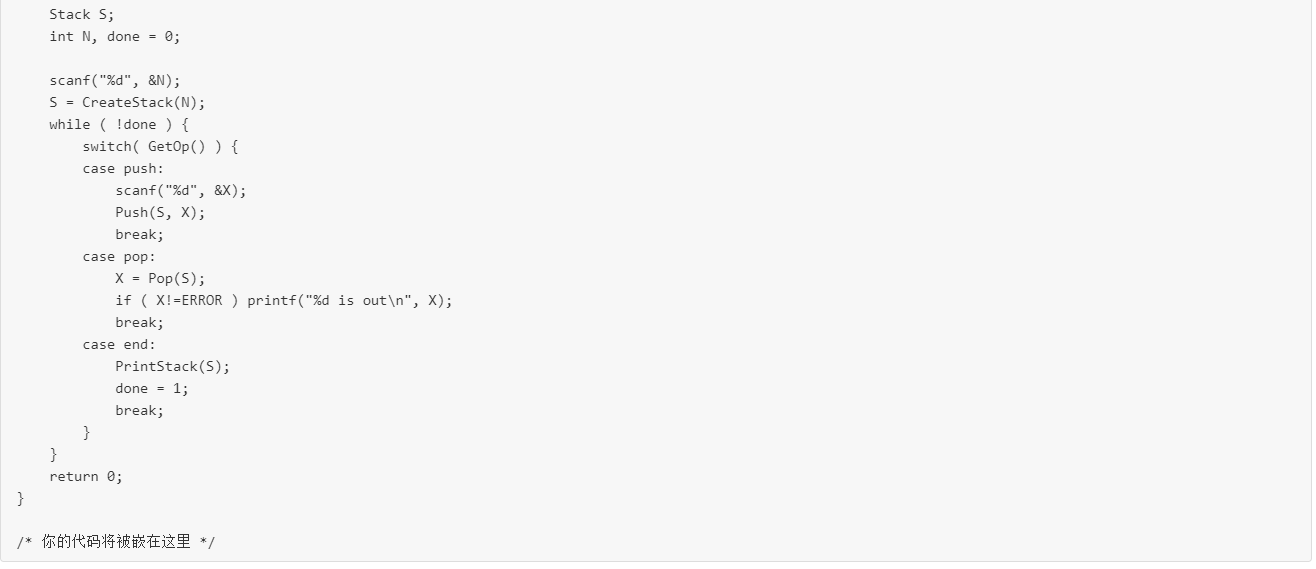 Stack S;
    int N, done = 0;

    scanf("%d", &N);
    S = CreateStack(N);
    while ( !done ) {
        switch( GetOp() ) {
        case push:
            scanf("%d", &X);
            Push(S, X);
            break;
        case pop:
            X = Pop(S);
            if ( X!=ERROR ) printf("%d is out\n", X);
            break;
        case end:
            PrintStack(S);
            done = 1;
            break;
        }
    }
    return 0;
}

/* 你的代码将被嵌在这里 */